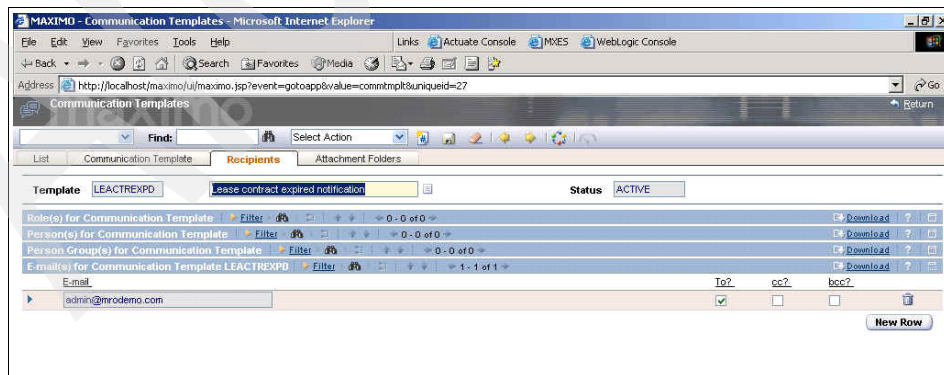 MAXIMO - Communication Templates - Microsoft Internet Explorer
File Edit View Favorites Tools Help Links Actuate Console MXES WebLogic Console
Back Search Favorites Media
Address http://localhost/maximo/ui/maximo.jsp?event=gotoapp&value=commtmplt&uniqueid=27 Go
Communication Templates Return
maximo
Find: Select Action
List Communication Template Recipients Attachment Folders
Template LEACTREXPD Lease contract expired notification Status ACTIVE
Role(s) for Communication Template Filter 0 - 0 of 0 Download ?
Person(s) for Communication Template Filter 0 - 0 of 0 Download ?
Person Group(s) for Communication Template Filter 0 - 0 of 0 Download ?
E-mail(s) for Communication Template LEACTREXPD Filter 1 - 1 of 1 Download ?
E-mail To? cc? bcc?
admin@mrodemo.com
New Row